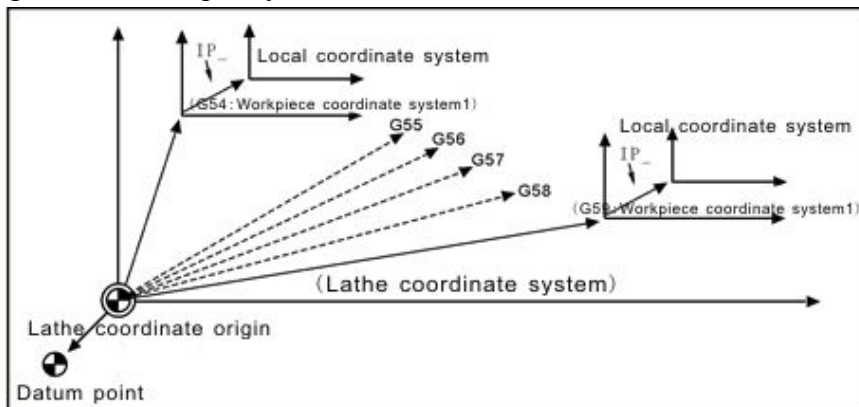 IP_
Local coordinate system
(G54:Workpiece coordinate system1)
G55
G56
G57
G58
Local coordinate system
IP_
(G59:Workpiece coordinate system1)
(Lathe coordinate system)
Lathe coordinate origin
Datum point